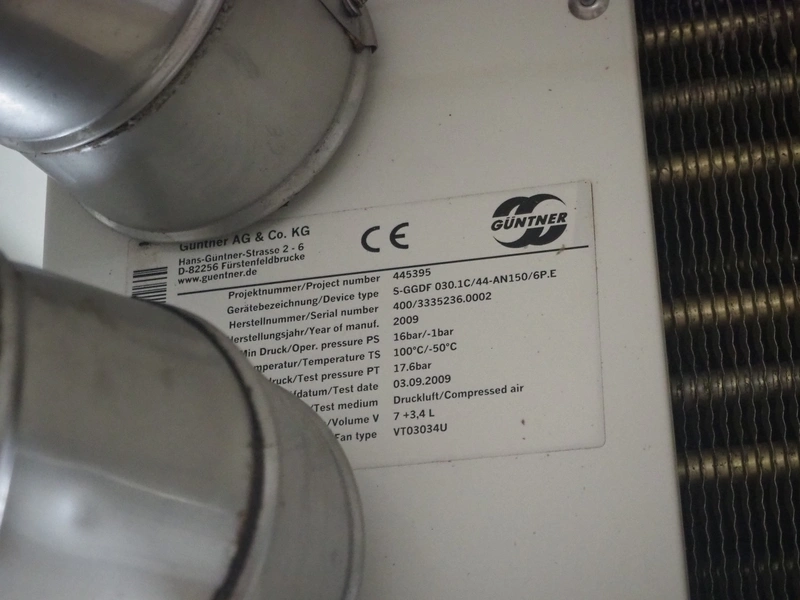 Güntner AG & Co. KG
Hans-Güntner-Strasse 2 - 6
D-82256 Fürstenfeldbrucke
www.guentner.de
CE
GÜNTNER
Projektnummer/Project number 445395
Gerätebezeichnung/Device type S-GGDF 030.1C/44-AN150/6P.E
Herstellnummer/Serial number 400/3335236.0002
erstellungsjahr/Year of manuf. 2009
Min Druck/Oper. pressure PS 16bar/-1bar
mperatur/Temperature TS 100°C/-50°C
druck/Test pressure PT 17.6bar
datum/Test date 03.09.2009
/Test medium Druckluft/Compressed air
/Volume V 7 +3,4 L
Fan type VT03034U